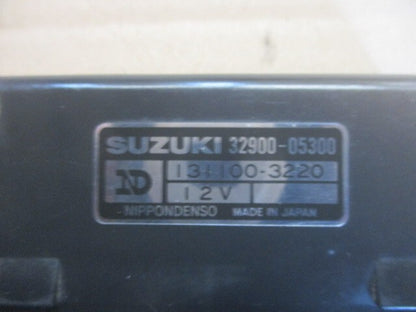 SUZUKI 32900-05300
ND 131100-3220
12V
NIPPONDENSO MADE IN JAPAN